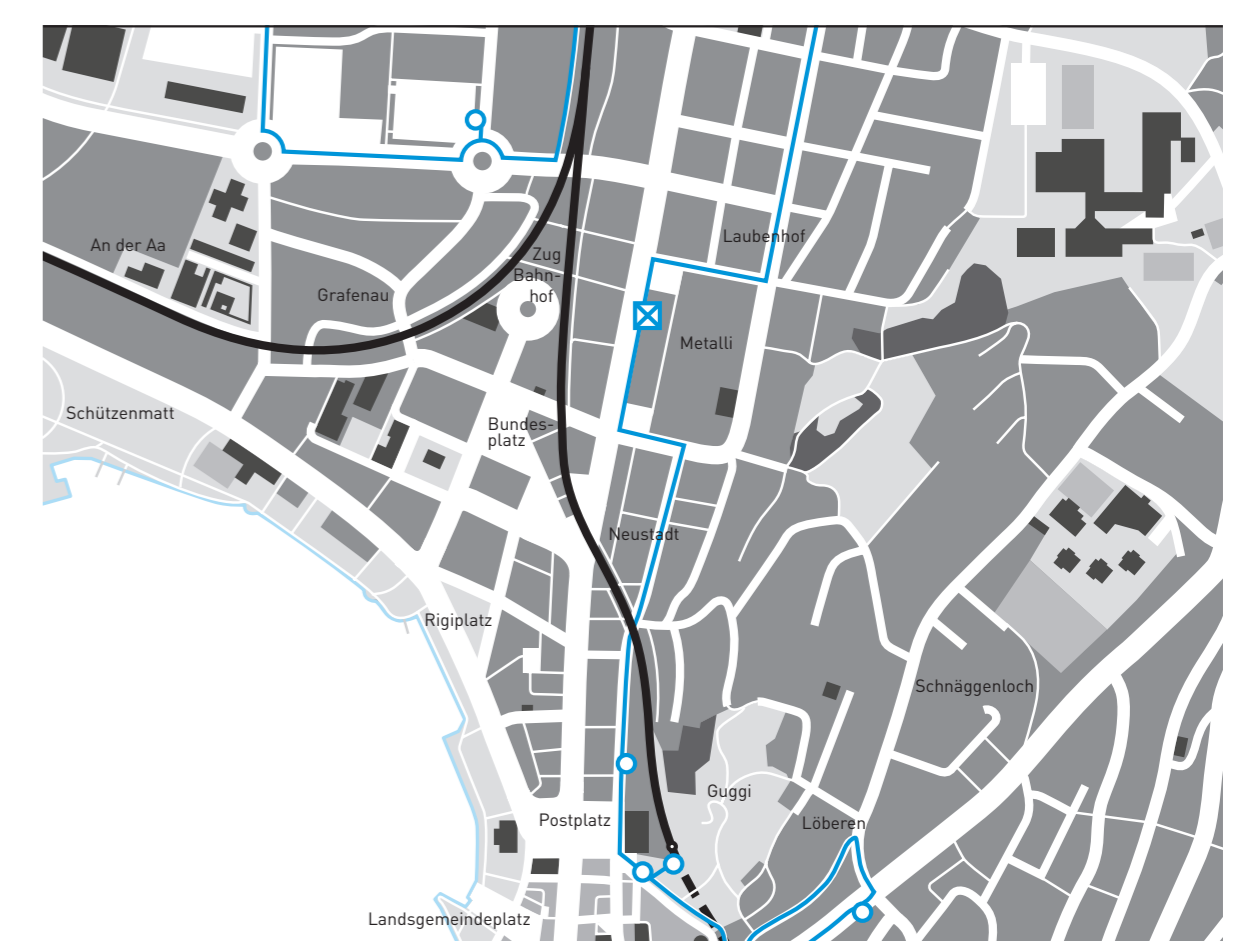 Laubenhof
An der Aa
Zug
Bahn-
hof
Grafenau
Metalli
Schützenmatt
Bundes-
platz
Neustadt
Rigiplatz
Schnäggenloch
Guggi
Postplatz
Löberen
Landsgemeindeplatz